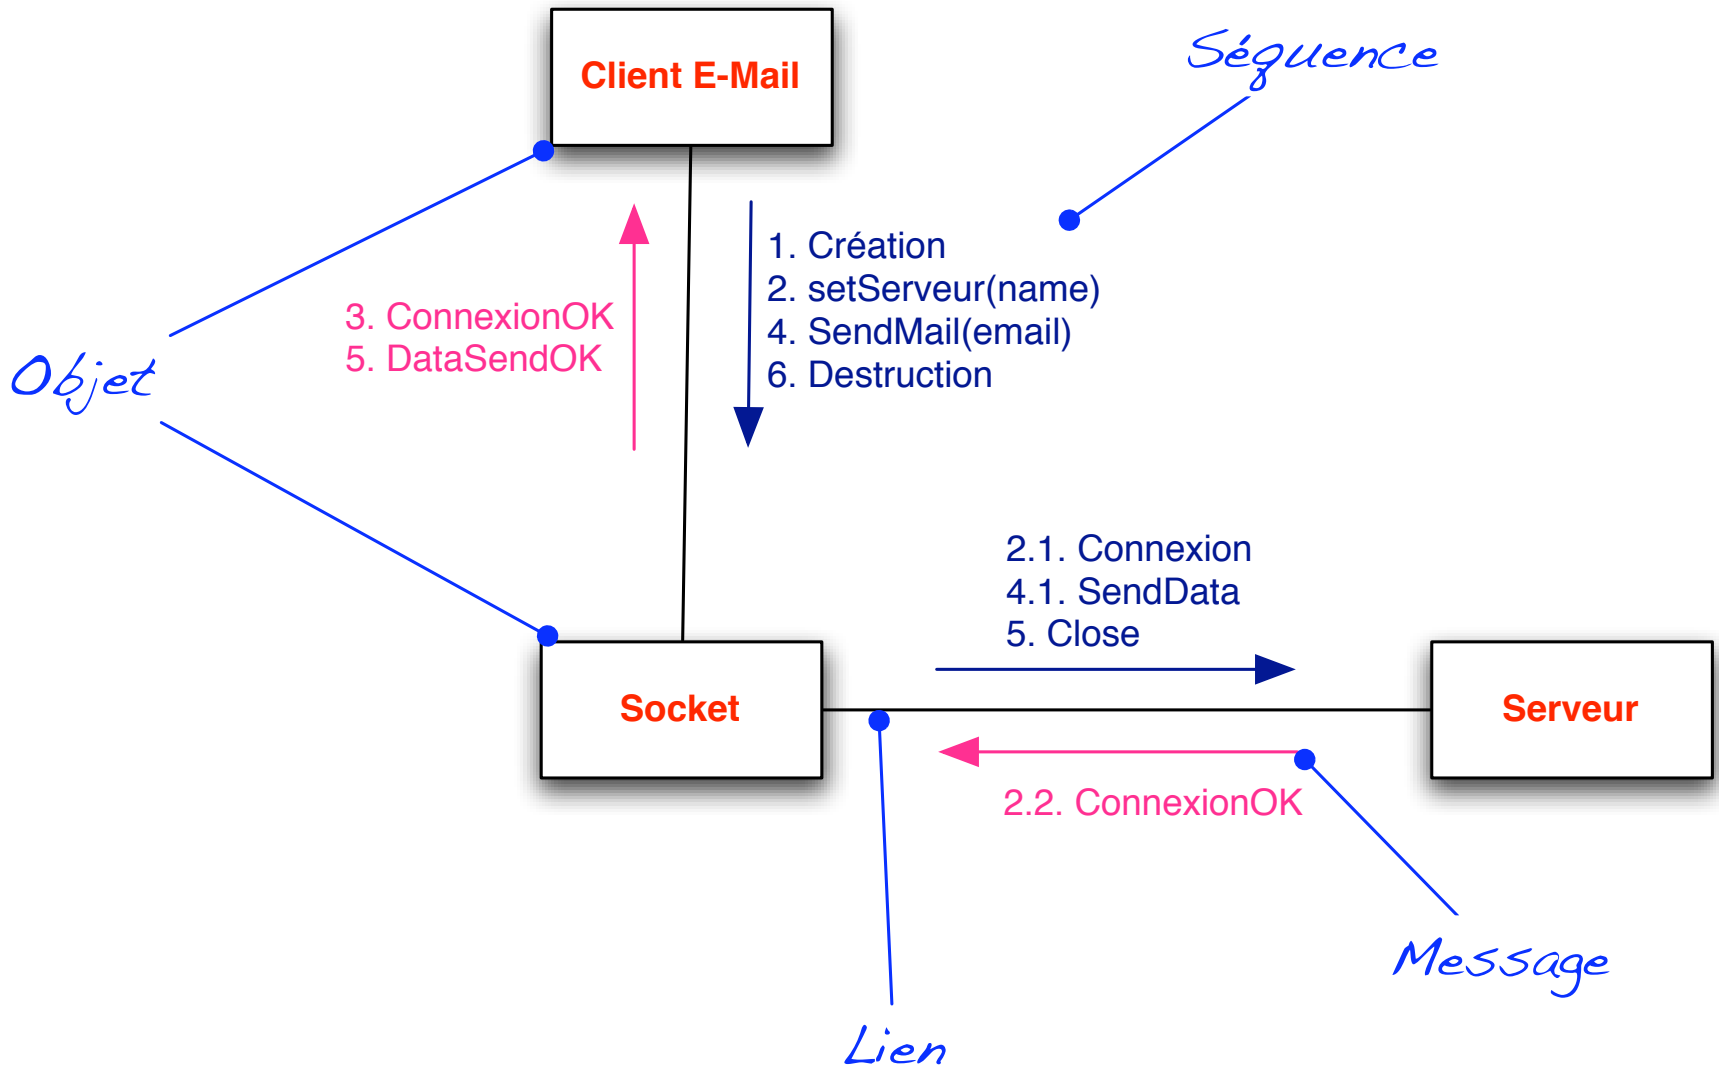 Client E-Mail
Séquence
1. Création
2. setServeur(name)
4. SendMail(email)
6. Destruction
3. ConnexionOK
5. DataSendOK
Objet
2.1. Connexion
4.1. SendData
5. Close
Socket
Serveur
2.2. ConnexionOK
Message
Lien